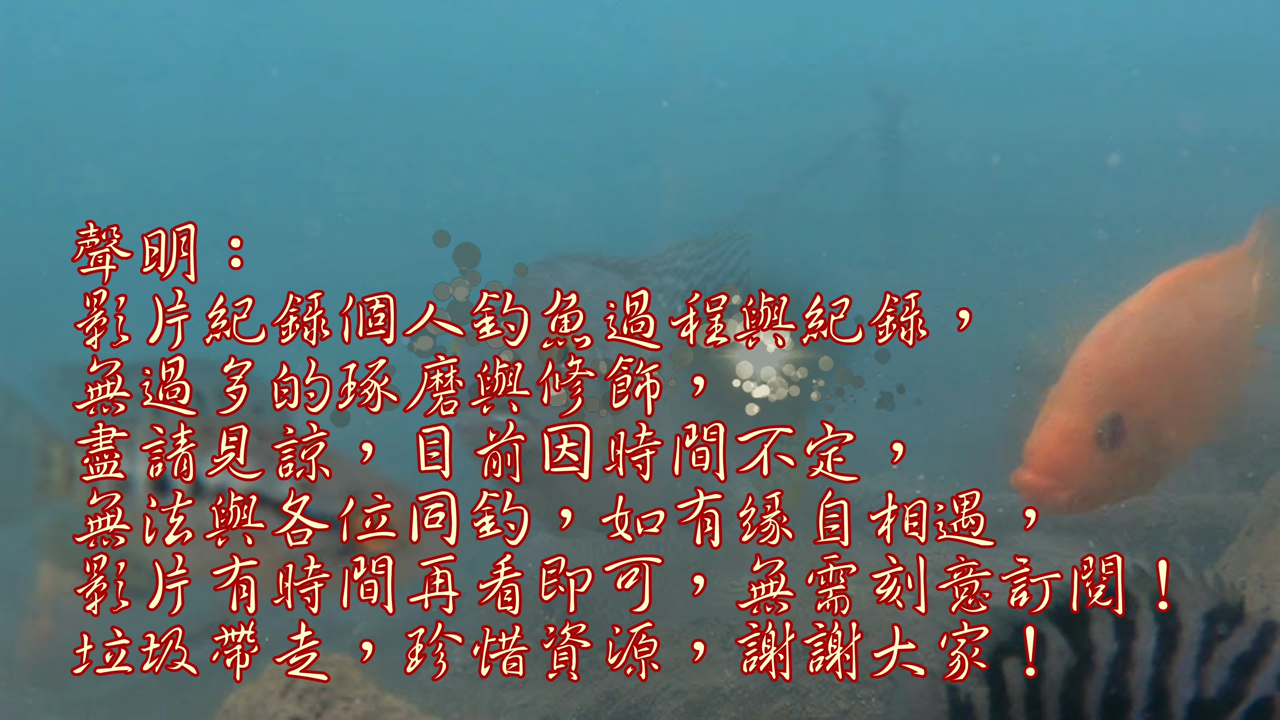 聲明：
影片紀錄個人釣魚過程與紀錄，
無過多的琢磨與修飾，
盡請見諒，目前因時間不定，
無法與各位同釣，如有緣自相遇，
影片有時間再看即可，無需刻意訂閱！
垃圾帶走，珍惜資源，謝謝大家！